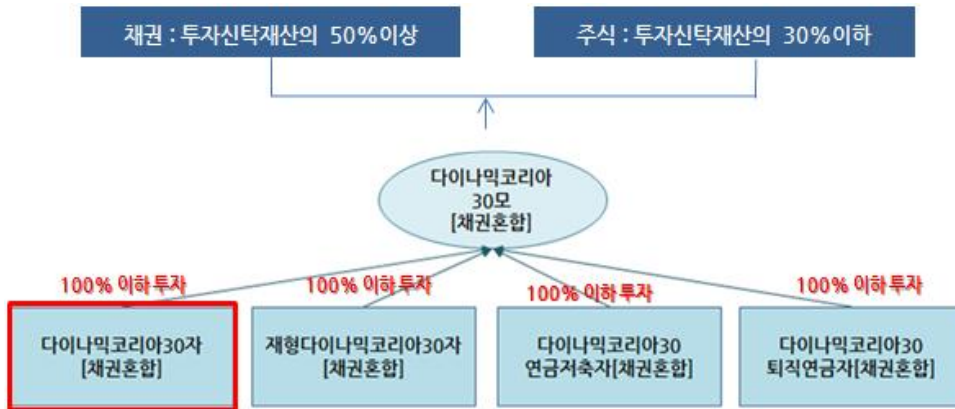 채권 : 투자신탁재산의 50%이상
주식 : 투자신탁재산의 30%이하
다이나믹코리아
30모
[채권혼합]
100% 이하 투자
100% 이하 투자
100% 이하 투자
100% 이하 투자
다이나믹코리아30자
[채권혼합]
재형다이나믹코리아30자
[채권혼합]
다이나믹코리아30
연금저축자[채권혼합]
다이나믹코리아30
퇴직연금자[채권혼합]